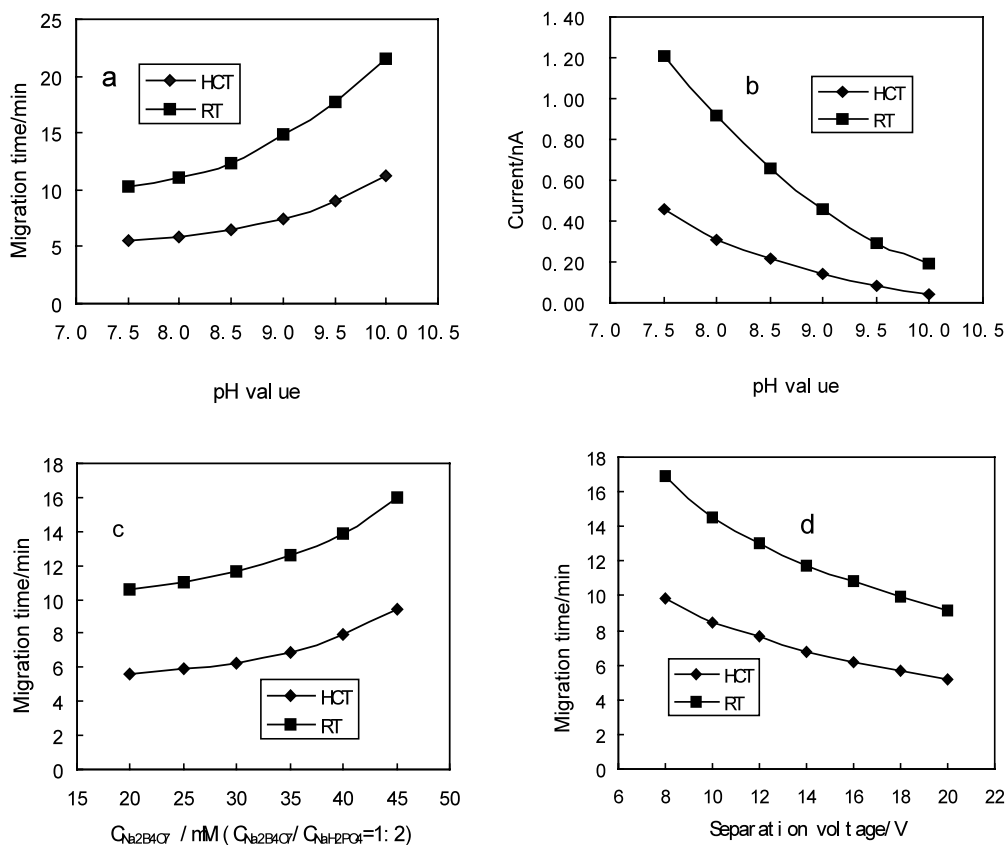 a
HCT
RT
Migration time/min
25
20
15
10
5
0
7.0 7.5 8.0 8.5 9.0 9.5 10.0 10.5
pH value
b
HCT
RT
Current/nA
1.40
1.20
1.00
0.80
0.60
0.40
0.20
0.00
7.0 7.5 8.0 8.5 9.0 9.5 10.0 10.5
pH value
c
HCT
RT
Migration time/min
18
16
14
12
10
8
6
4
2
0
15 20 25 30 35 40 45 50
CNa2B4O7 /mM(CNa2B4O7/CNaH2PO4=1:2)
d
HCT
RT
Migration time/min
18
16
14
12
10
8
6
4
2
0
6 8 10 12 14 16 18 20 22
Separation voltage/V